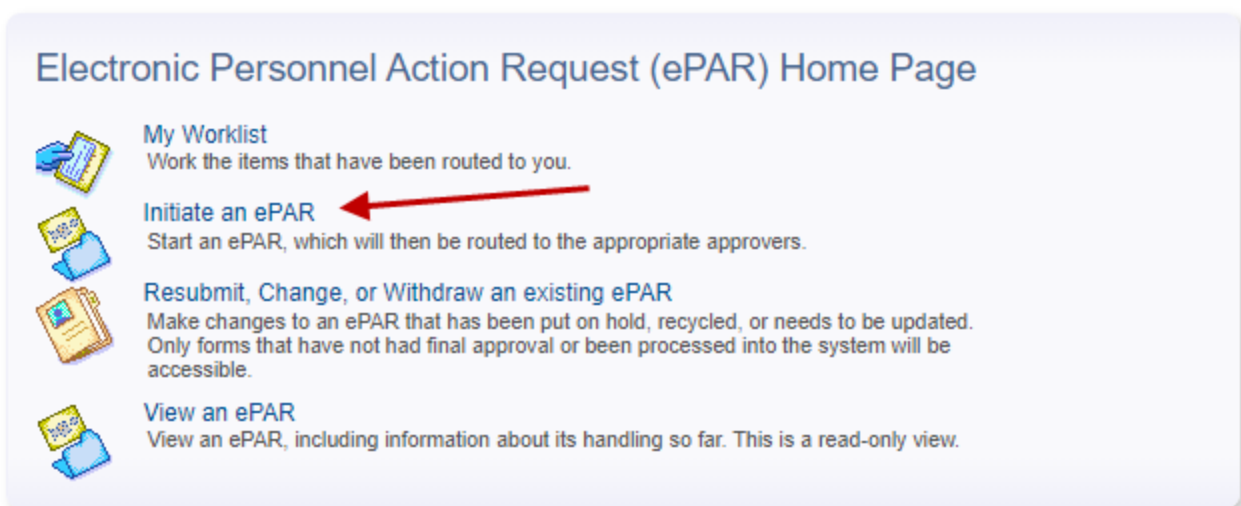 Electronic Personnel Action Request (ePAR) Home Page
My Worklist
Work the items that have been routed to you.
Initiate an ePAR
Start an ePAR, which will then be routed to the appropriate approvers.
Resubmit, Change, or Withdraw an existing ePAR
Make changes to an ePAR that has been put on hold, recycled, or needs to be updated.
Only forms that have not had final approval or been processed into the system will be
accessible.
View an ePAR
View an ePAR, including information about its handling so far. This is a read-only view.